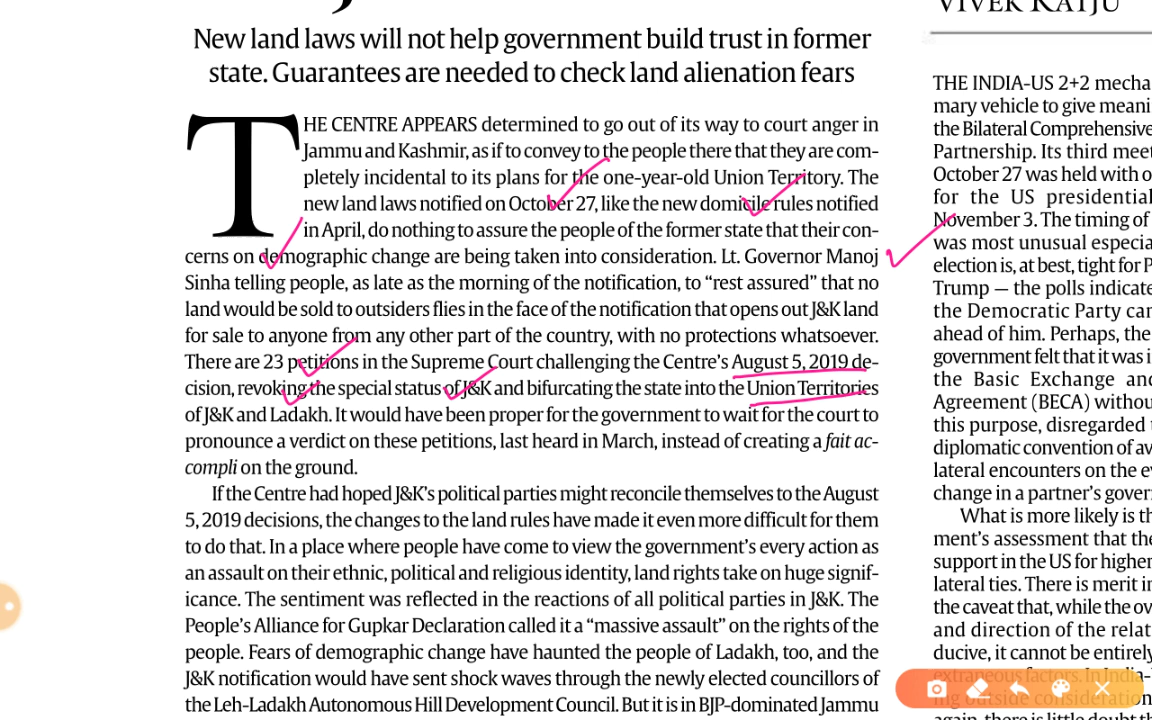 New land laws will not help government build trust in former
state. Guarantees are needed to check land alienation fears
THE CENTRE APPEARS determined to go out of its way to court anger in
Jammu and Kashmir, as if to convey to the people there that they are com-
pletely incidental to its plans for the one-year-old Union Territory. The
new land laws notified on October 27, like the new domicile rules notified
in April, do nothing to assure the people of the former state that their con-
cerns on demographic change are being taken into consideration. Lt. Governor Manoj
Sinha telling people, as late as the morning of the notification, to “rest assured” that no
land would be sold to outsiders flies in the face of the notification that opens out J&K land
for sale to anyone from any other part of the country, with no protections whatsoever.
There are 23 petitions in the Supreme Court challenging the Centre’s August 5, 2019 de-
cision, revoking the special status of J&K and bifurcating the state into the Union Territories
of J&K and Ladakh. It would have been proper for the government to wait for the court to
pronounce a verdict on these petitions, last heard in March, instead of creating a fait ac-
compli on the ground.
If the Centre had hoped J&K’s political parties might reconcile themselves to the August
5, 2019 decisions, the changes to the land rules have made it even more difficult for them
to do that. In a place where people have come to view the government’s every action as
an assault on their ethnic, political and religious identity, land rights take on huge signif-
icance. The sentiment was reflected in the reactions of all political parties in J&K. The
People’s Alliance for Gupkar Declaration called it a “massive assault” on the rights of the
people. Fears of demographic change have haunted the people of Ladakh, too, and the
J&K notification would have sent shock waves through the newly elected councillors of
the Leh-Ladakh Autonomous Hill Development Council. But it is in BJP-dominated Jammu
VIVEK KATJU
THE INDIA-US 2+2 mecha
mary vehicle to give meani
the Bilateral Comprehensive
Partnership. Its third meet
October 27 was held with o
for the US presidential
November 3. The timing of
was most unusual especia
election is, at best, tight for P
Trump — the polls indicate
the Democratic Party can
ahead of him. Perhaps, the
government felt that it was i
the Basic Exchange and
Agreement (BECA) withou
this purpose, disregarded
diplomatic convention of av
lateral encounters on the e
change in a partner’s gover
What is more likely is th
ment’s assessment that the
support in the US for higher
lateral ties. There is merit in
the caveat that, while the ov
and direction of the relat
ducive, it cannot be entirely
extraneous factors. In India-
ing outside consideration
again, there is little doubt th